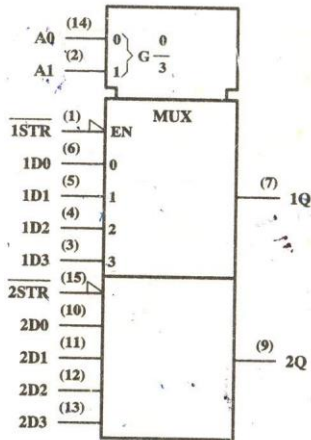 A0 (14) 0 G 0/3
A1 (2) 1
MUX
1STR (1) EN
1D0 (6) 0
1D1 (5) 1
(7) 1Q
1D2 (4) 2
1D3 (3) 3
2STR (15)
2D0 (10)
2D1 (11)
(9) 2Q
2D2 (12)
2D3 (13)